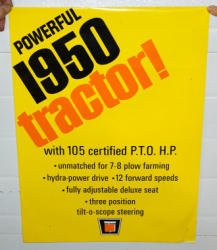 POWERFUL
1950
tractor!
with 105 certified P.T.O. H.P.
• unmatched for 7-8 plow farming
• hydra-power drive • 12 forward speeds
• fully adjustable deluxe seat
• three position
tilt-o-scope steering